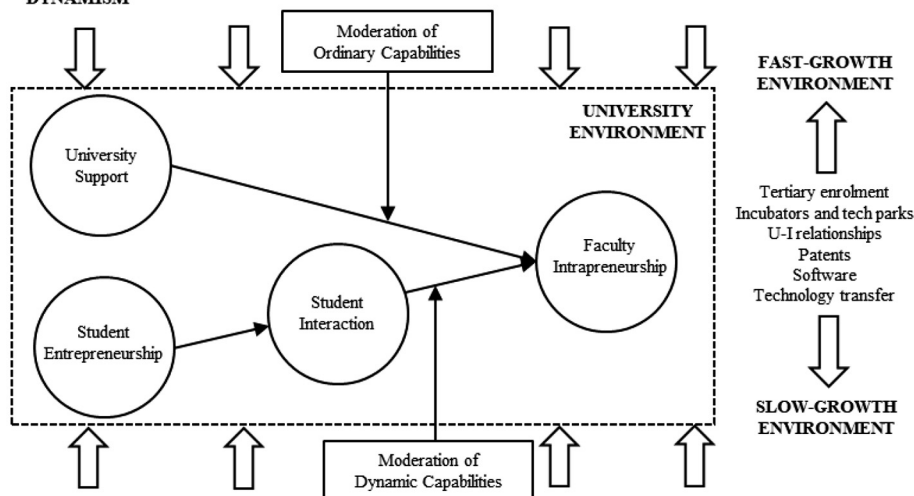 DYNAMISM
Moderation of
Ordinary Capabilities
FAST-GROWTH
ENVIRONMENT
UNIVERSITY
ENVIRONMENT
University
Support
Tertiary enrolment
Incubators and tech parks
U-I relationships
Patents
Software
Technology transfer
Faculty
Intrapreneurship
Student
Interaction
Student
Entrepreneurship
SLOW-GROWTH
ENVIRONMENT
Moderation of
Dynamic Capabilities